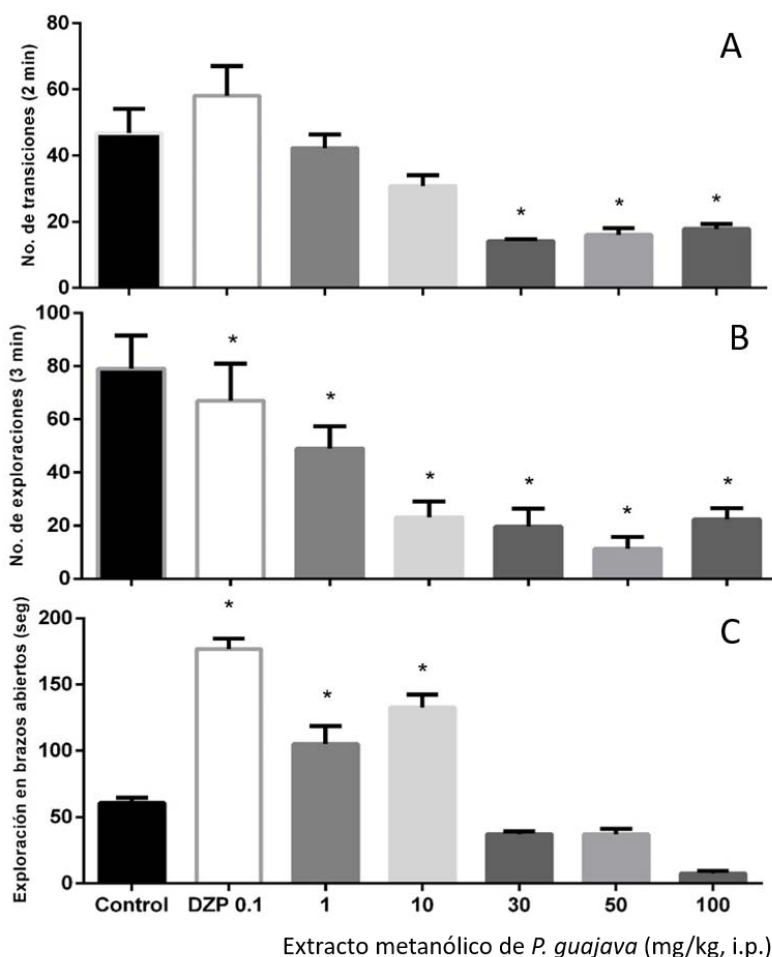 A
No. de transiciones (2 min)
80
60
40
20
0
* * *
B
No. de exploraciones (3 min)
100
80
60
40
20
0
* * * * * *
C
Exploración en brazos abiertos (seg)
200
150
100
50
0
* * *
Control DZP 0.1 1 10 30 50 100
Extracto metanólico de P. guajava (mg/kg, i.p.)